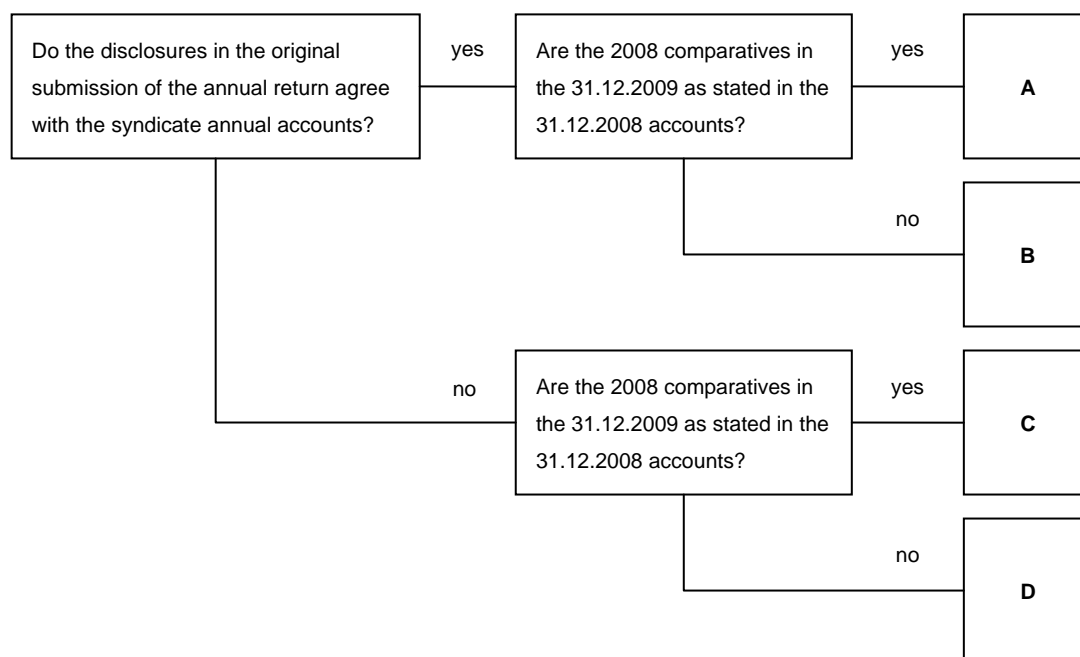 Do the disclosures in the original
submission of the annual return agree
with the syndicate annual accounts?
yes
Are the 2008 comparatives in
the 31.12.2009 as stated in the
31.12.2008 accounts?
yes
A
no
B
no
Are the 2008 comparatives in
the 31.12.2009 as stated in the
31.12.2008 accounts?
yes
C
no
D